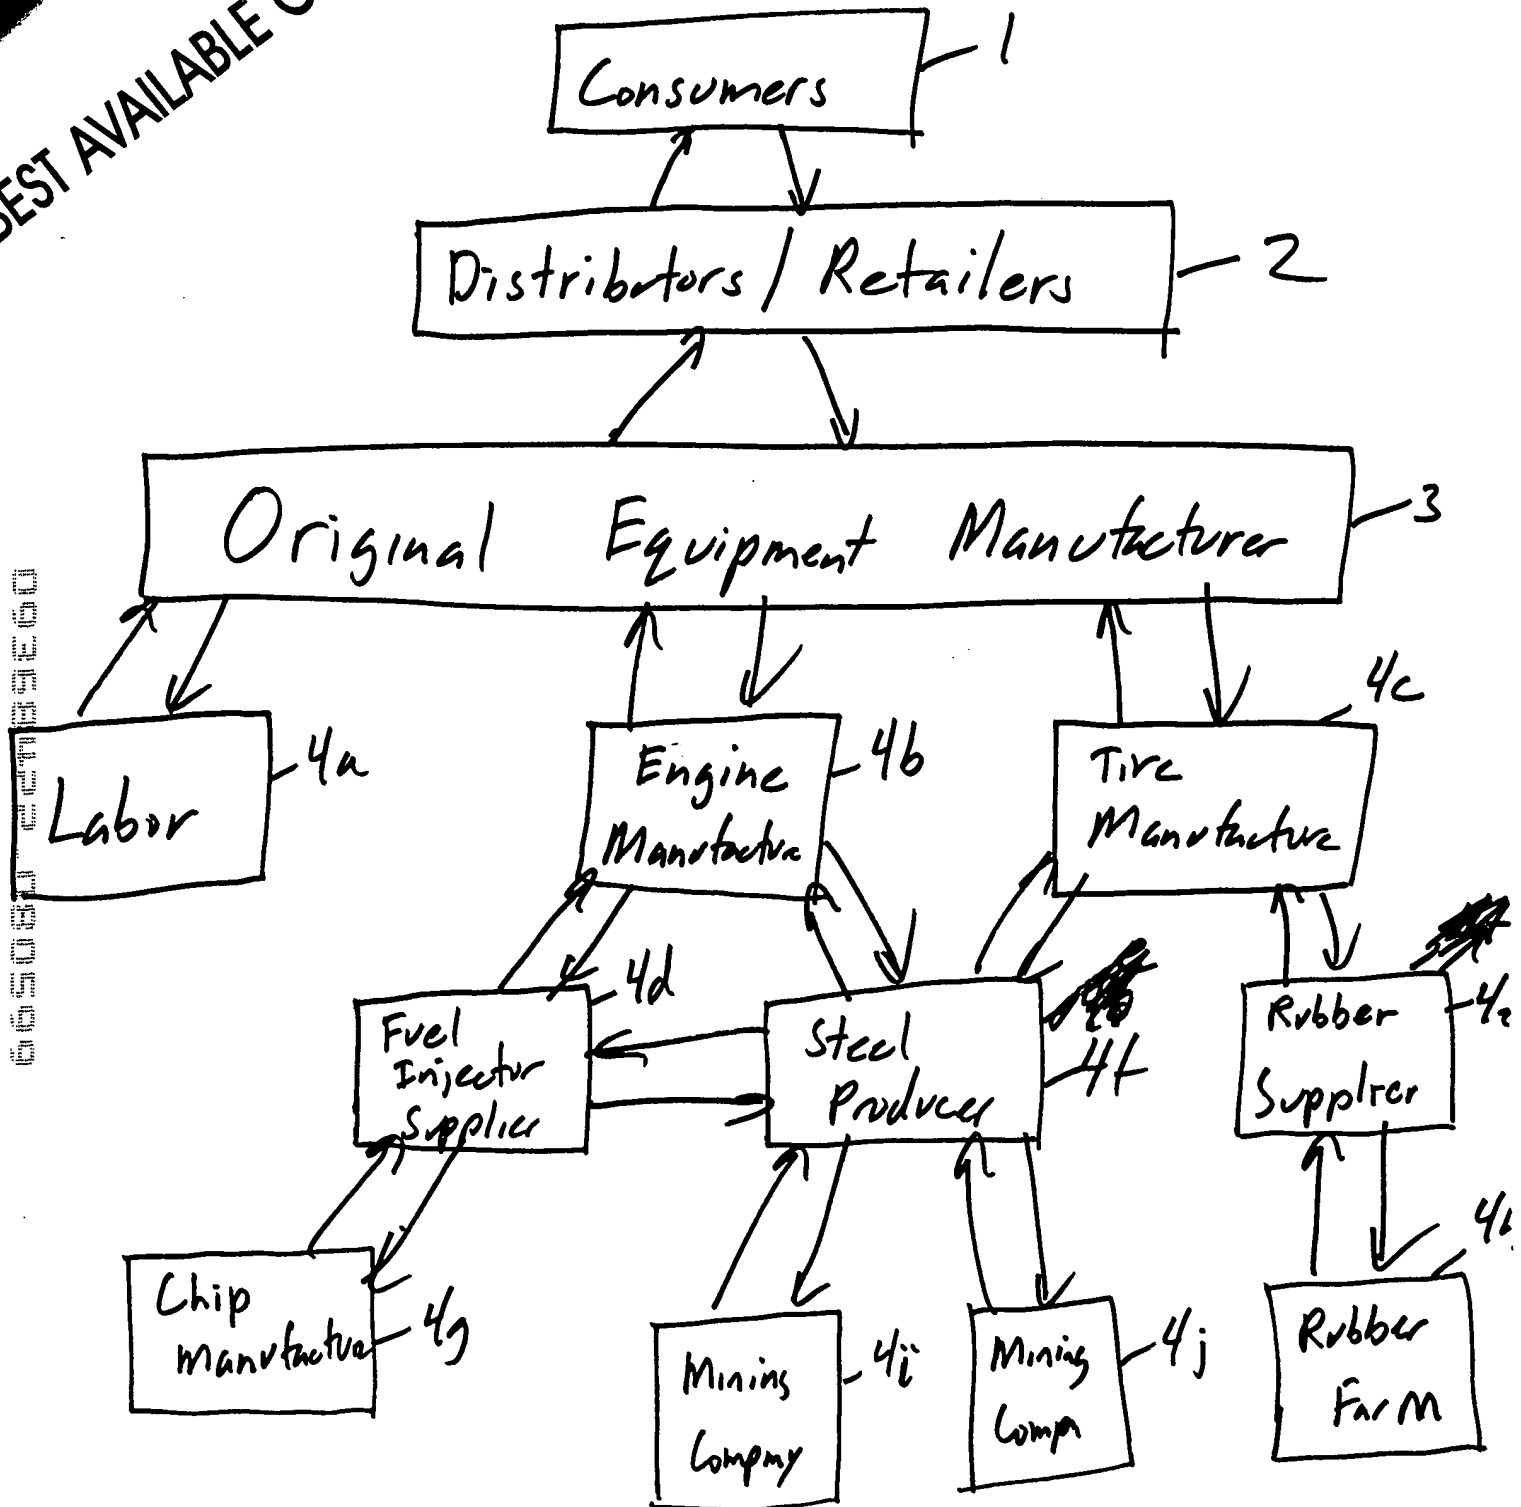 BEST AVAILABLE
Consumers
1
Distributors / Retailers
2
Original Equipment Manufacturer
3
Labor
4a
Engine
Manufactur
4b
Tire
Manufacture
4c
Fuel
Injector
Supplier
4d
Steel
Producer
4f
Rubber
Supplier
Chip
Manufactur
4g
Mining
Company
4i
Mining
Comp
4j
Rubber
Farm